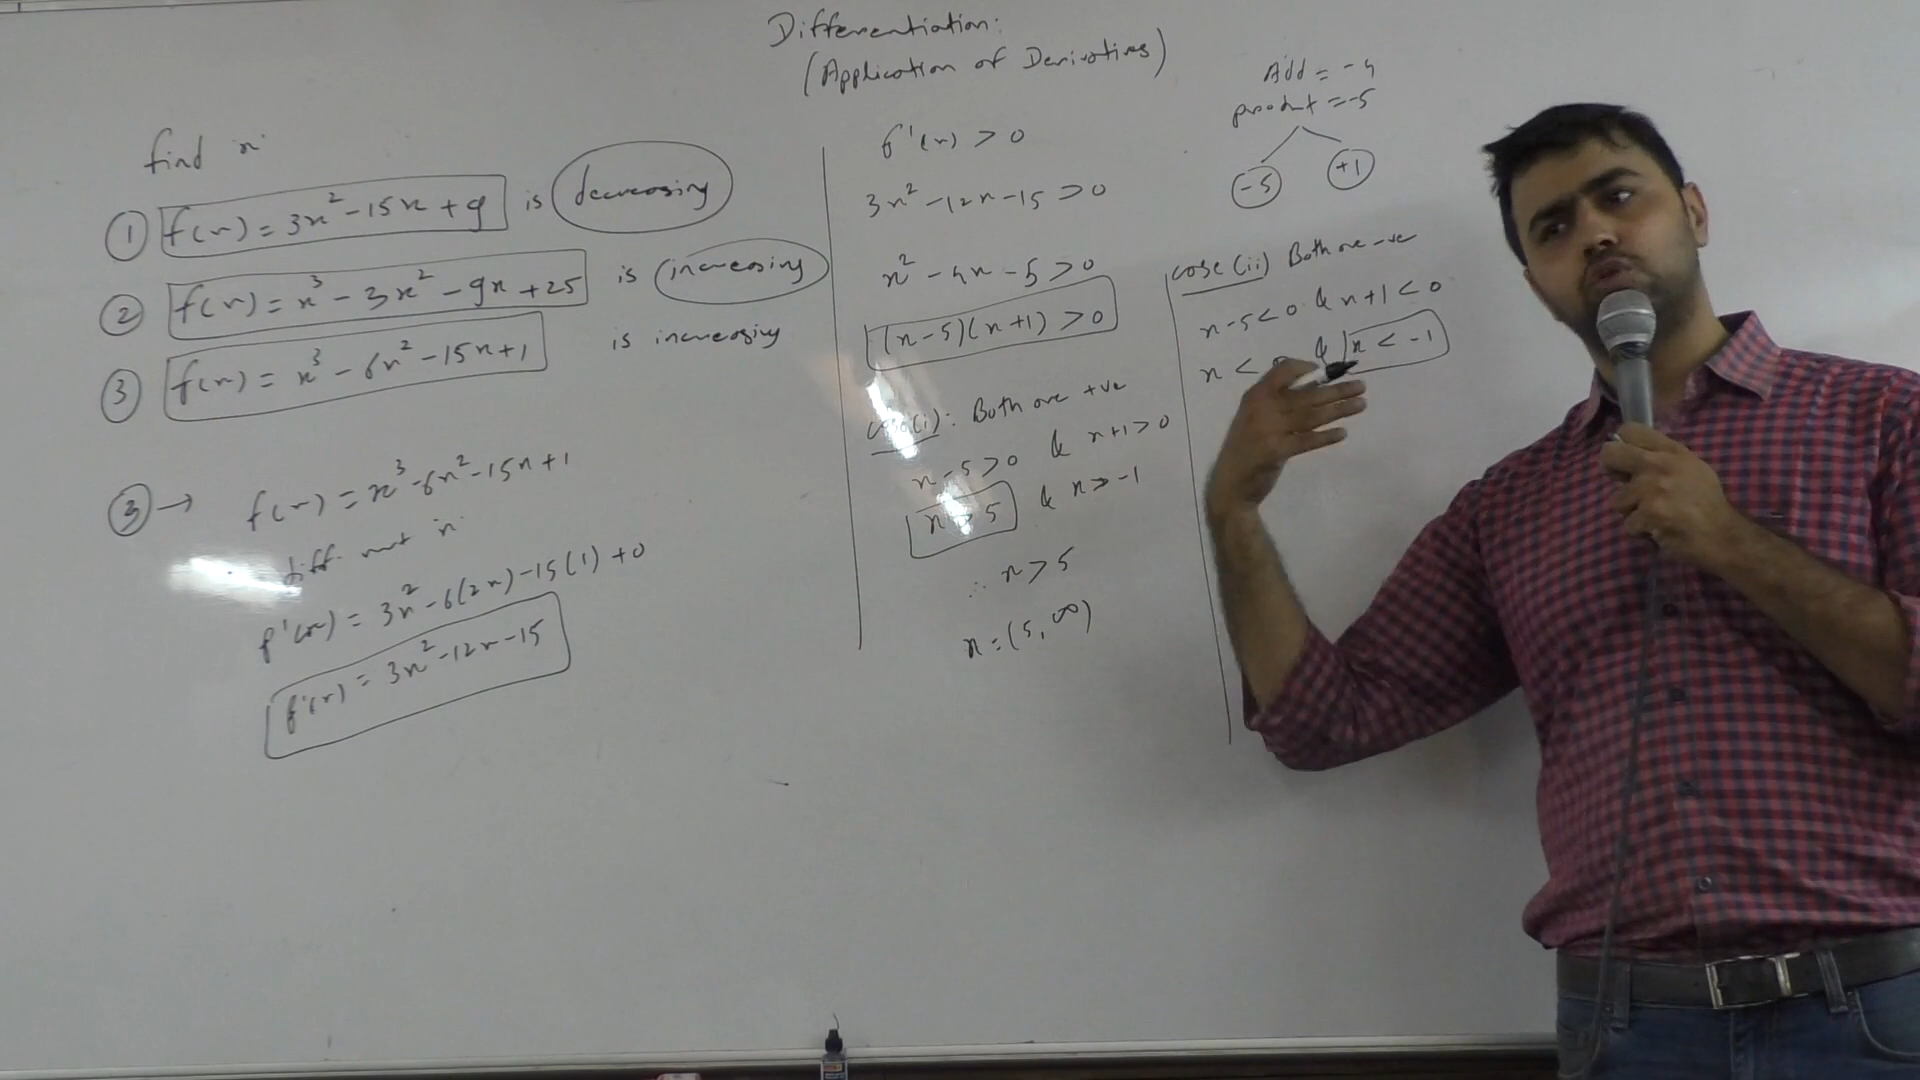 Differentiation:
(Application of Derivatives)
find x
① f(x) = 3x² - 15x + 9 is decreasing
② f(x) = x³ - 3x² - 9x + 25 is increasing
③ f(x) = x³ - 6x² - 15x + 1 is increasing
③ → f(x) = x³ - 6x² - 15x + 1
diff. wrt 'x'
f'(x) = 3x² - 6(2x) - 15(1) + 0
f'(x) = 3x² - 12x - 15
f'(x) > 0
3x² - 12x - 15 > 0
x² - 4x - 5 > 0
(x-5)(x+1) > 0
case(i): Both are +ve
x-5 > 0 & x+1 > 0
x > 5 & x > -1
∴ x > 5
x = (5, ∞)
Add = -4
product = -5
-5 +1
case (ii) Both are -ve
x-5 < 0 & x+1 < 0
x < & x < -1